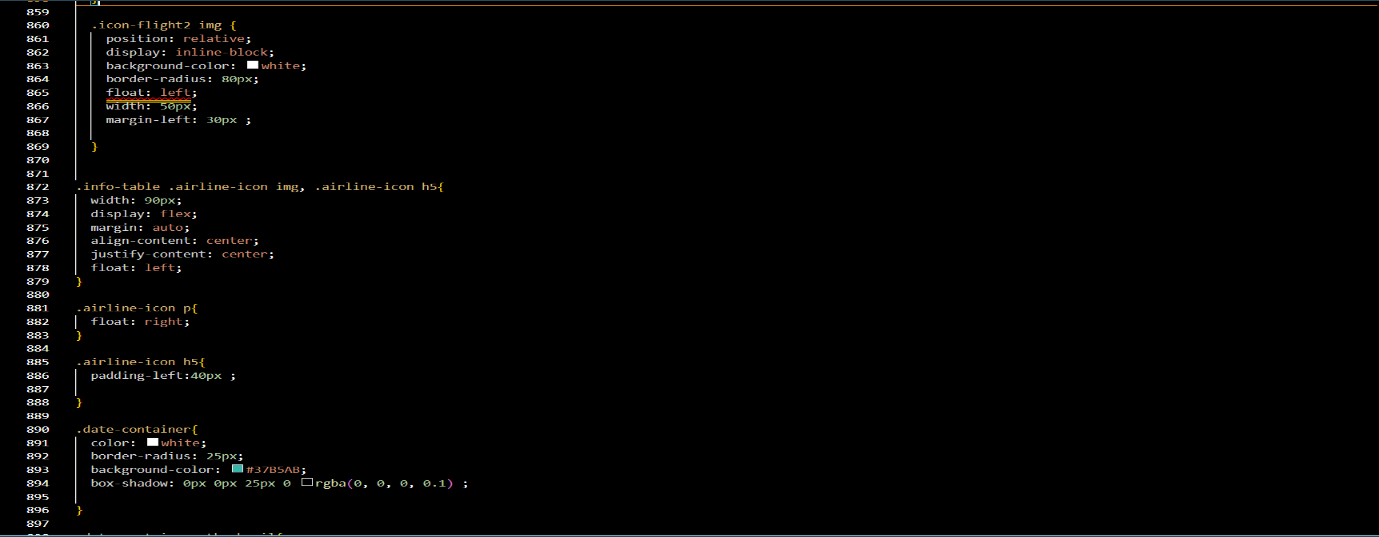 859
860 .icon-flight2 img {
861 position: relative;
862 display: inline-block;
863 background-color: white;
864 border-radius: 80px;
865 float: left;
866 width: 50px;
867 margin-left: 30px ;
868
869 }
870
871
872 .info-table .airline-icon img, .airline-icon h5{
873 width: 90px;
874 display: flex;
875 margin: auto;
876 align-content: center;
877 justify-content: center;
878 float: left;
879 }
880
881 .airline-icon p{
882 float: right;
883 }
884
885 .airline-icon h5{
886 padding-left:40px ;
887
888 }
889
890 .date-container{
891 color: white;
892 border-radius: 25px;
893 background-color: #37B5AB;
894 box-shadow: 0px 0px 25px 0 rgba(0, 0, 0, 0.1) ;
895
896 }
897